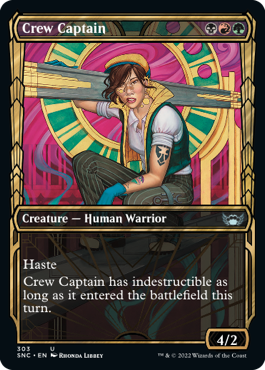 Crew Captain
Creature — Human Warrior
Haste
Crew Captain has indestructible as
long as it entered the battlefield this
turn.
4/2
303 U
SNC • EN RHONDA LIBBEY
™ & © 2022 Wizards of the Coast